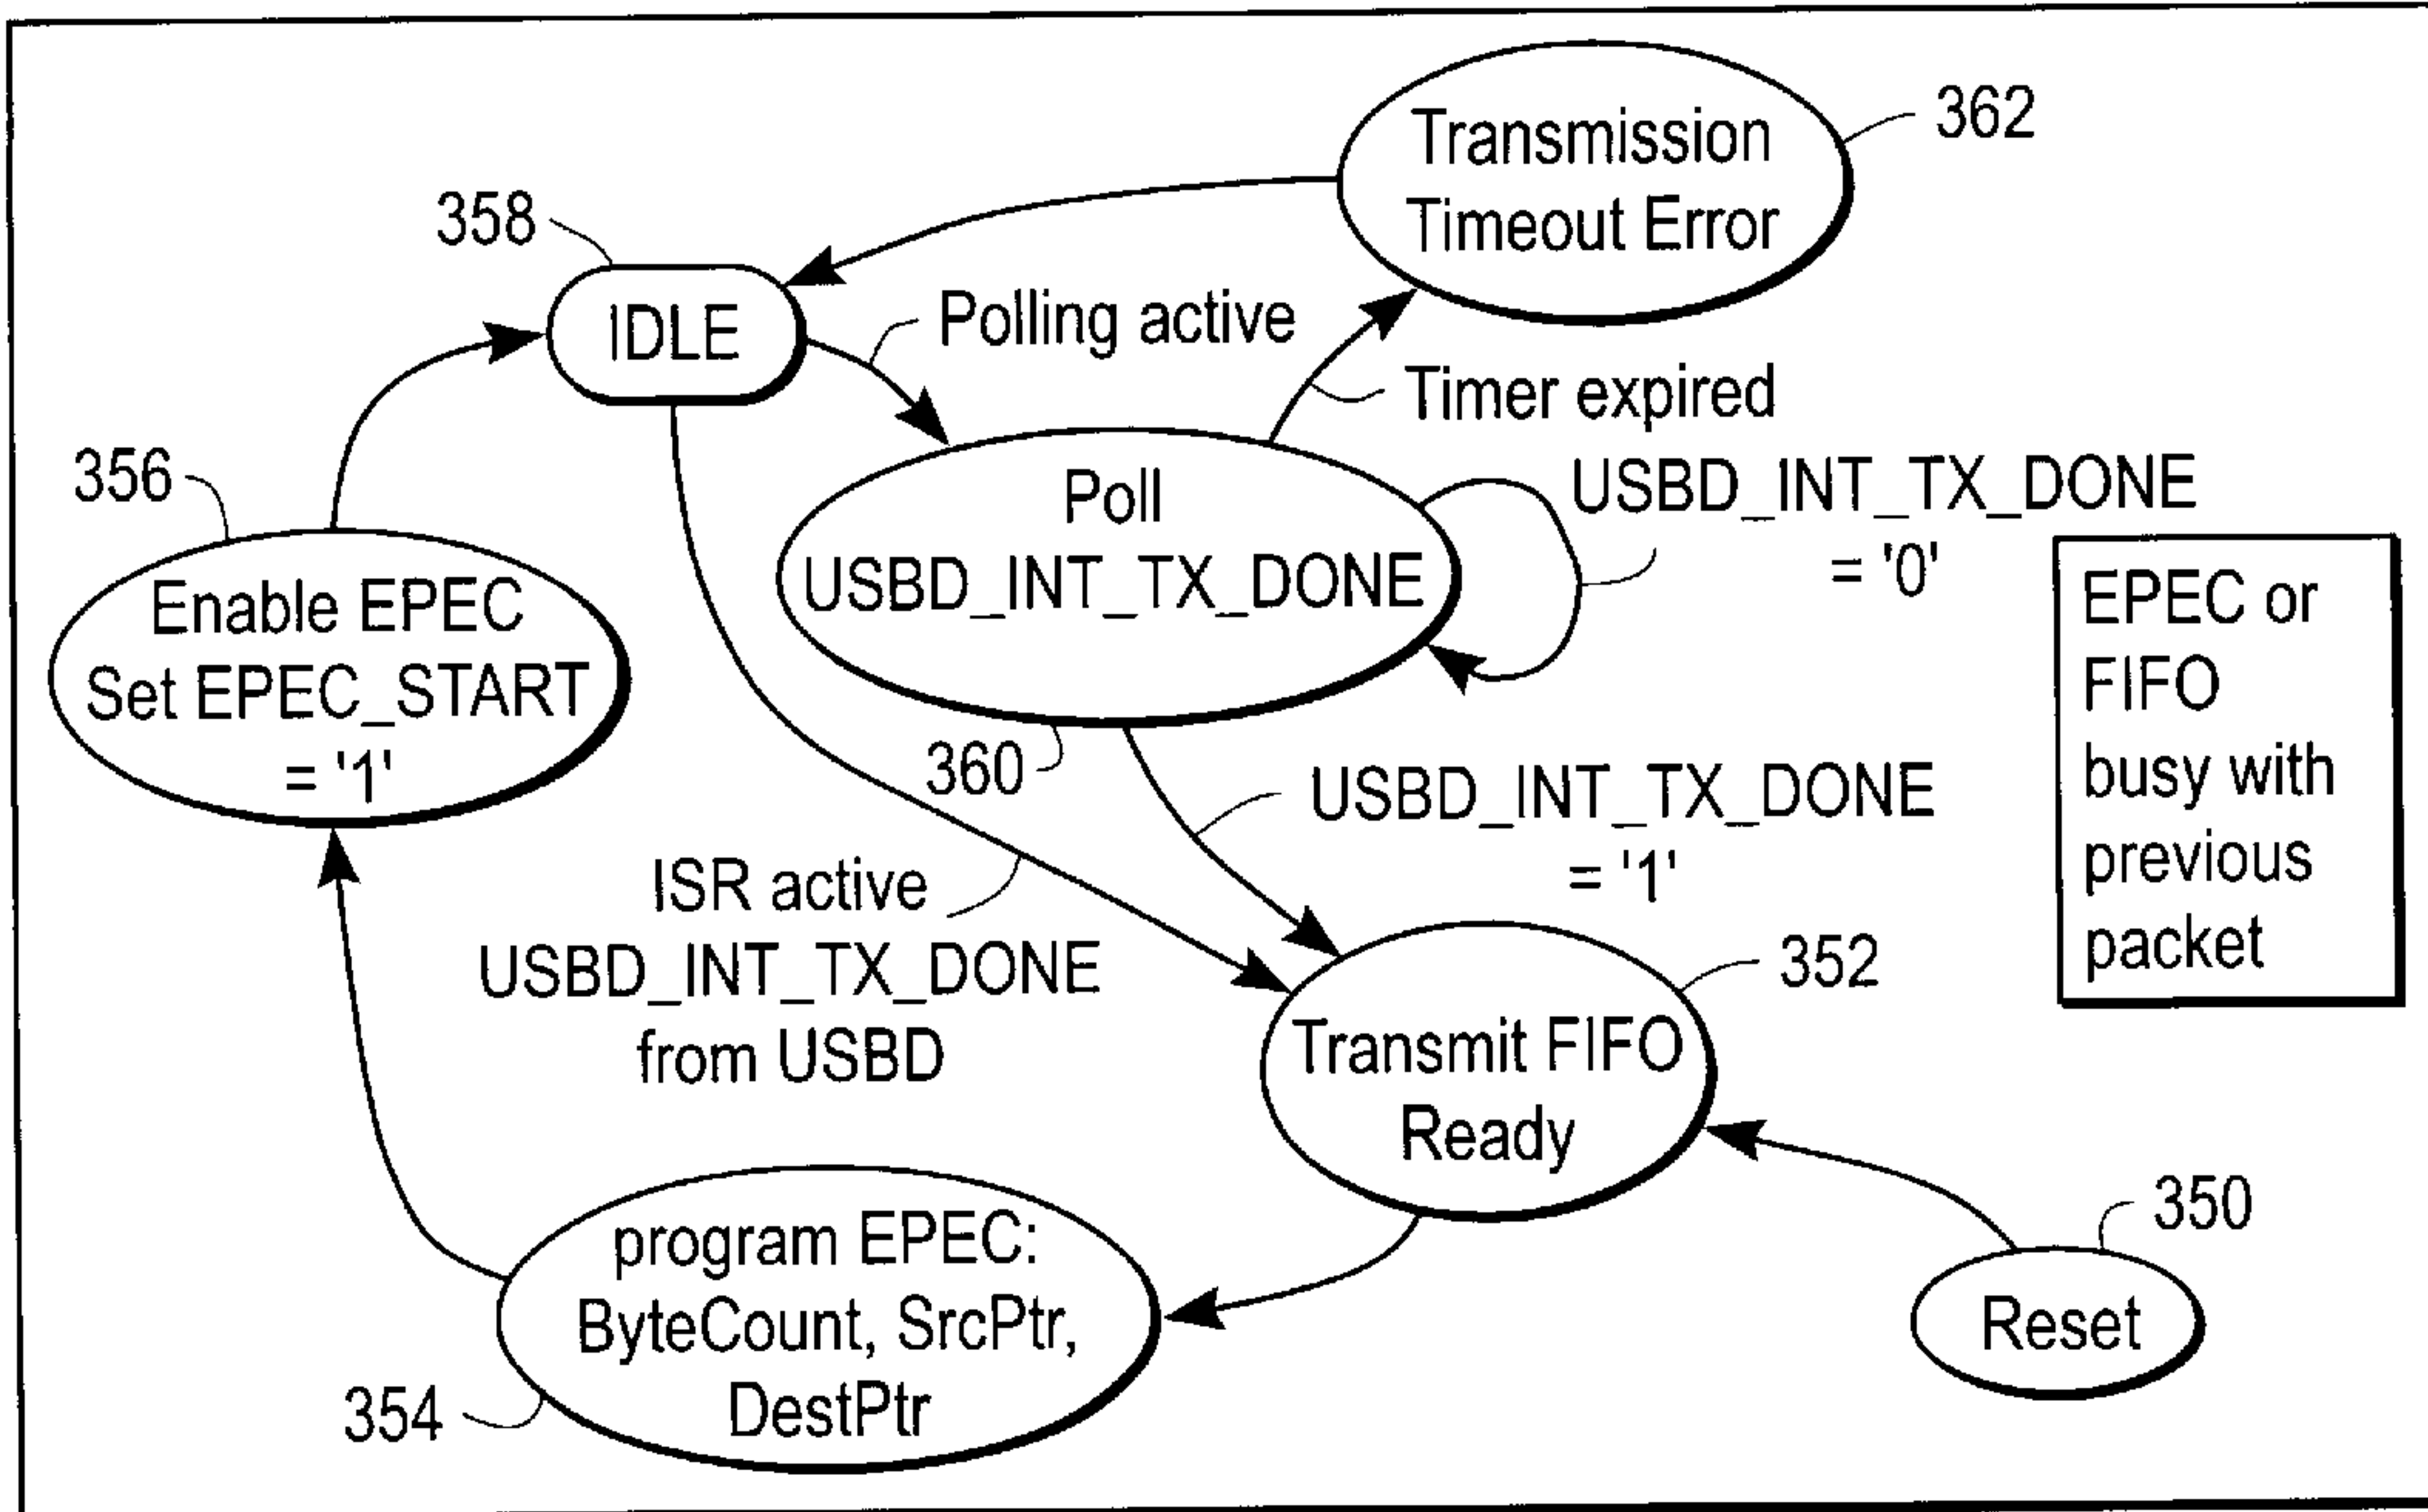 362
Transmission
Timeout Error
358
IDLE
Polling active
Timer expired
356
Poll
USBD_INT_TX_DONE
USBD_INT_TX_DONE
= '0'
Enable EPEC
Set EPEC_START
= '1'
EPEC or
FIFO
busy with
previous
packet
360
USBD_INT_TX_DONE
= '1'
ISR active
USBD_INT_TX_DONE
from USBD
352
Transmit FIFO
Ready
350
Reset
program EPEC:
ByteCount, SrcPtr,
DestPtr
354